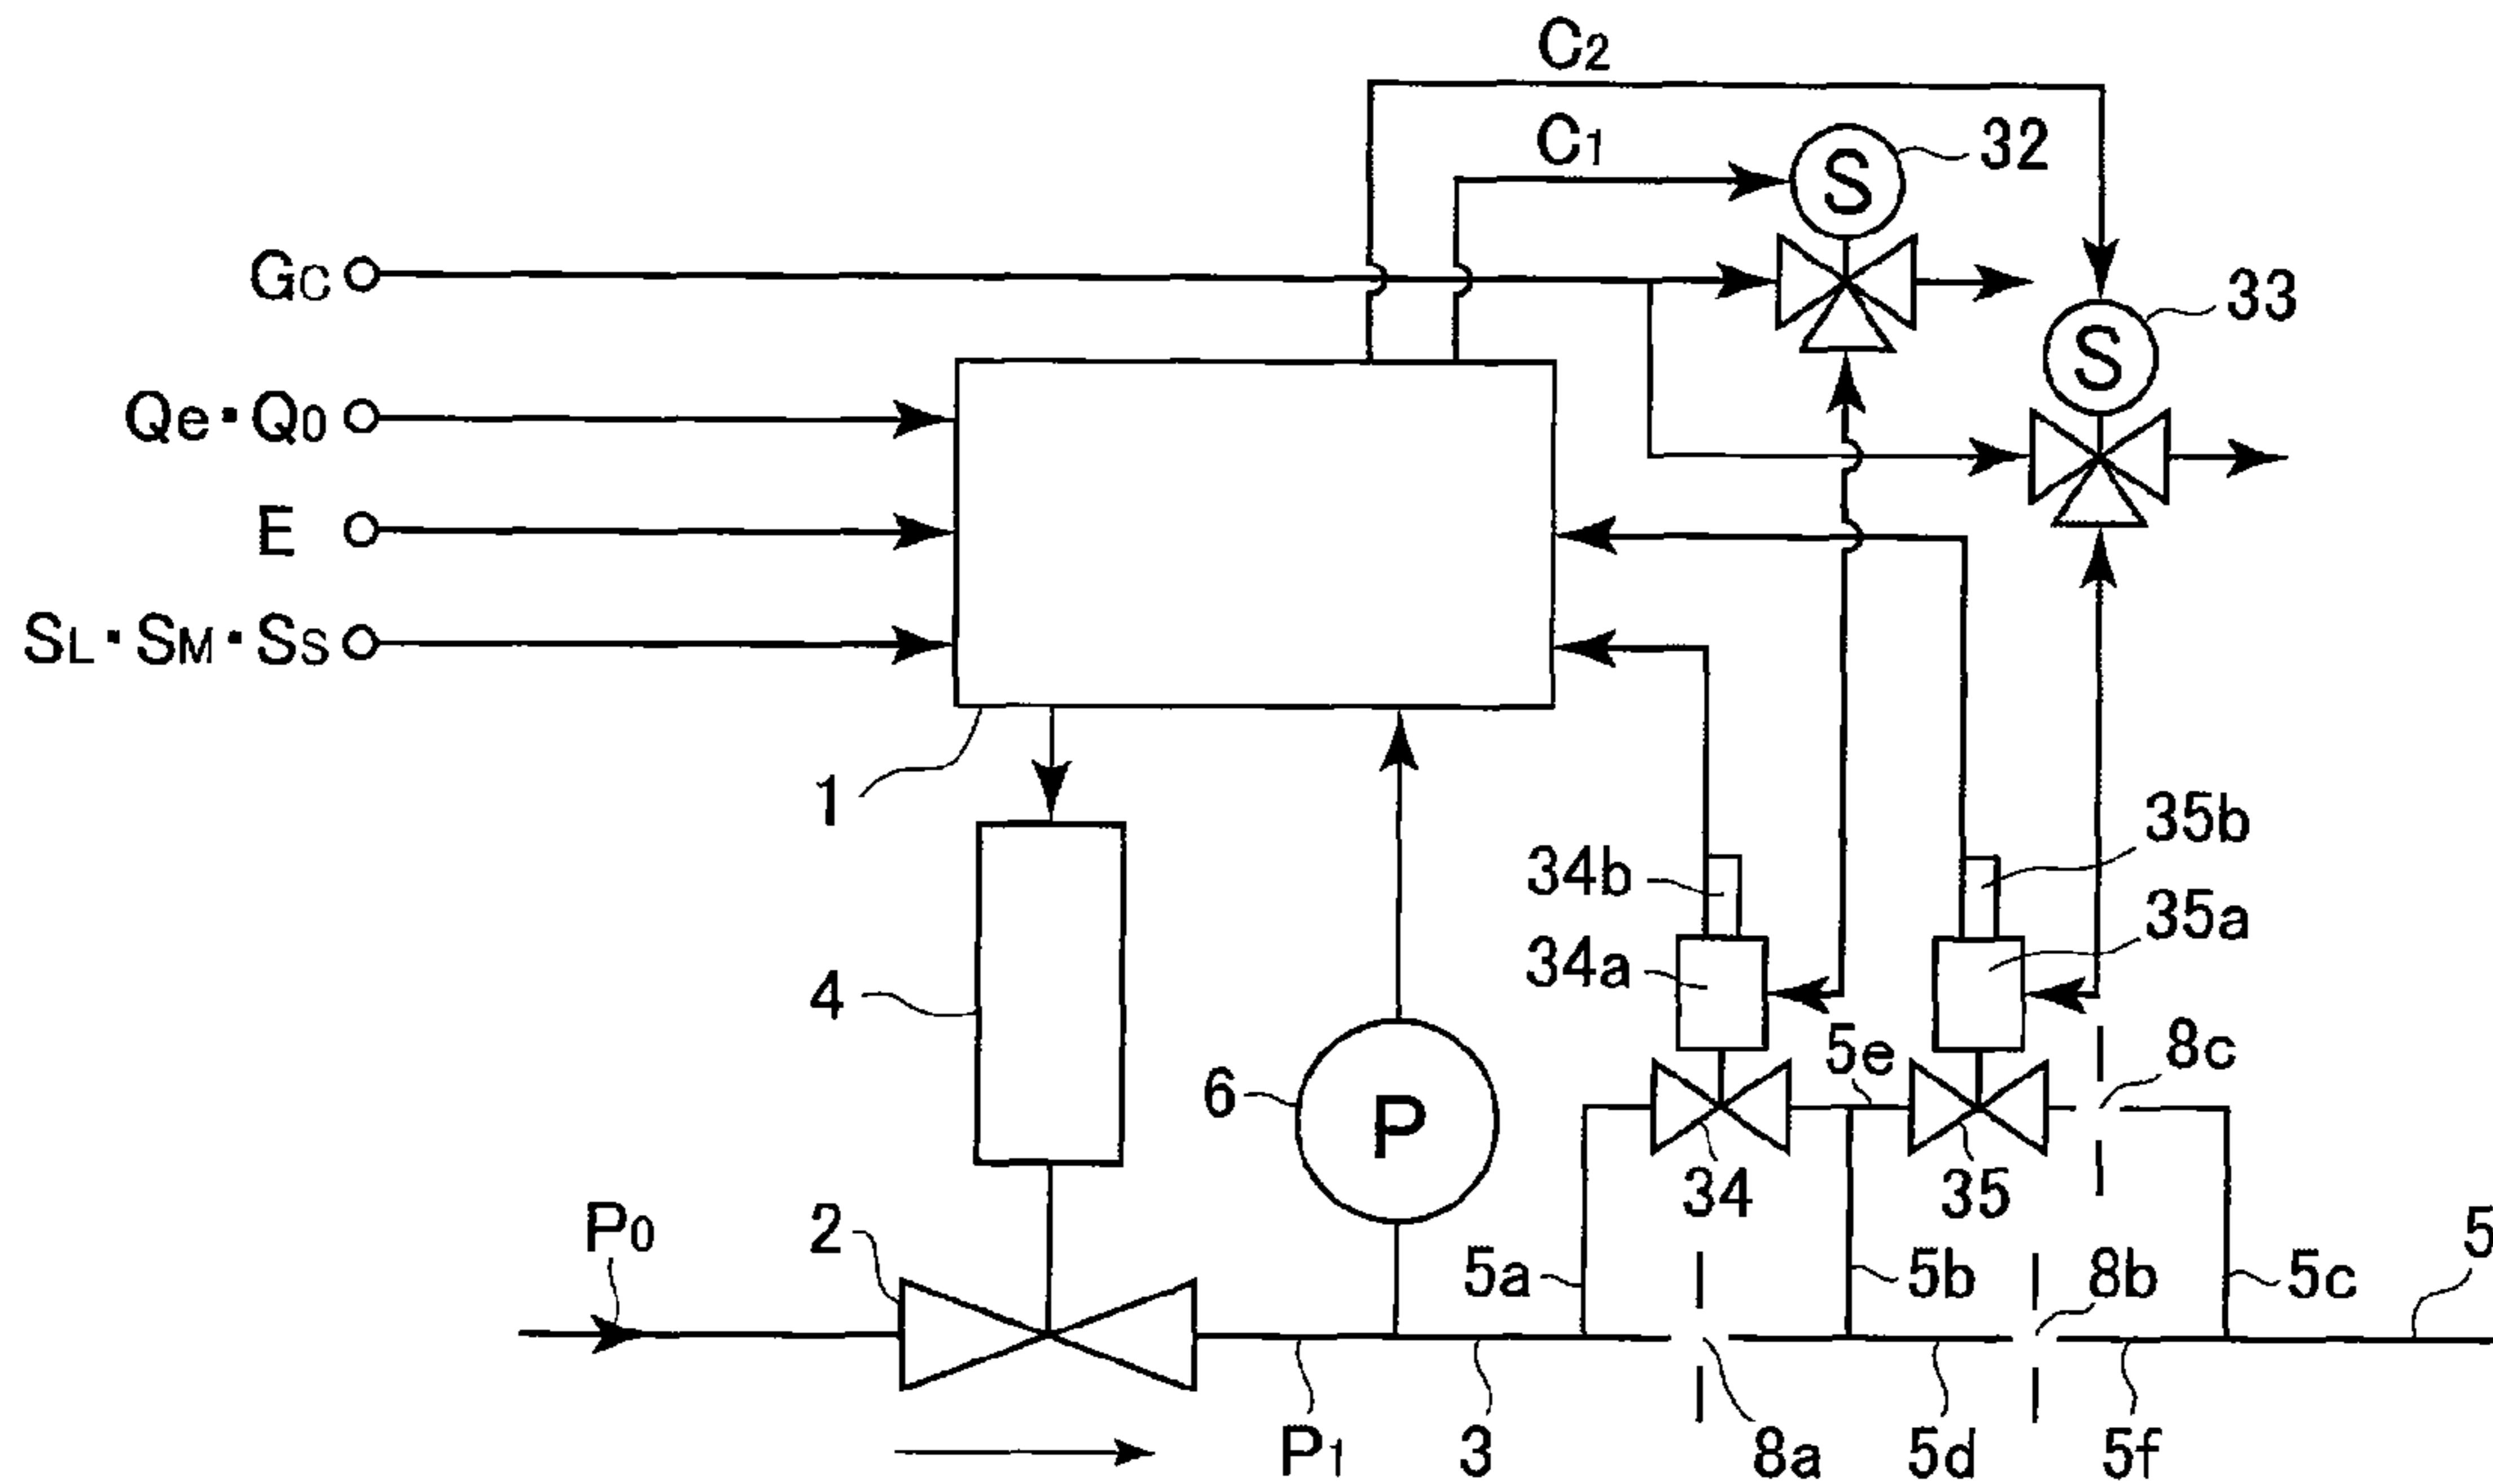 C2
C1
S 32
GC
S 33
Qe・Q0
E
SL・SM・SS
1
35b
34b
35a
34a
4
5e 8c
6 P
34 35
P0 2 5a 5b 8b 5c 5
P1 3 8a 5d 5f